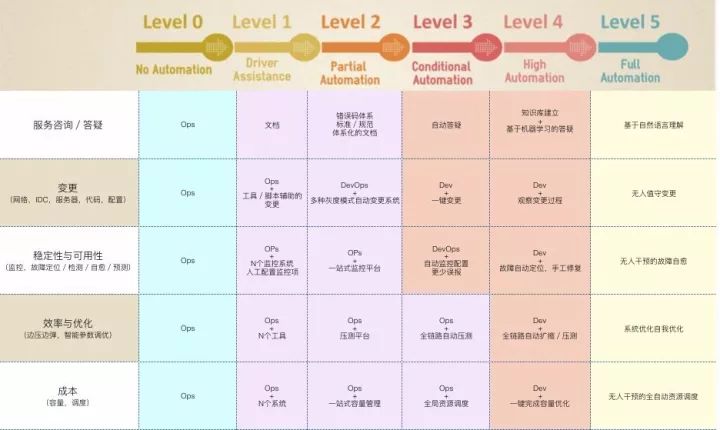 Level 0
Level 1
Level 2
Level 3
Level 4
Level 5
No Automation
Driver
Assistance
Partial
Automation
Conditional
Automation
High
Automation
Full
Automation
服务咨询 / 答疑
Ops
文档
错误码体系
标准 / 规范
体系化的文档
自动答疑
知识库建立
+
基于机器学习的答疑
基于自然语言理解
变更
(网络、IDC、服务器、代码、配置)
Ops
Ops
+
工具 / 脚本辅助的
变更
DevOps
+
多种灰度模式自动变更系统
Dev
+
一键变更
Dev
+
观察变更过程
无人值守变更
稳定性与可用性
(监控、故障定位 / 检测 / 自愈 / 预测)
Ops
OPs
+
N个监控系统
人工配置监控项
OPs
+
一站式监控平台
DevOps
+
自动监控配置
更少误报
Dev
+
故障自动定位，手工修复
无人干预的故障自愈
效率与优化
(边压边弹，智能参数调优)
Ops
Ops
+
N个工具
Ops
+
压测平台
Ops
+
全链路自动压测
Dev
+
全链路自动扩缩 / 压测
系统优化自我优化
成本
(容量、调度)
Ops
Ops
+
N个系统
Ops
+
一站式容量管理
Ops
+
全局资源调度
Dev
+
一键完成容量优化
无人干预的全自动资源调度